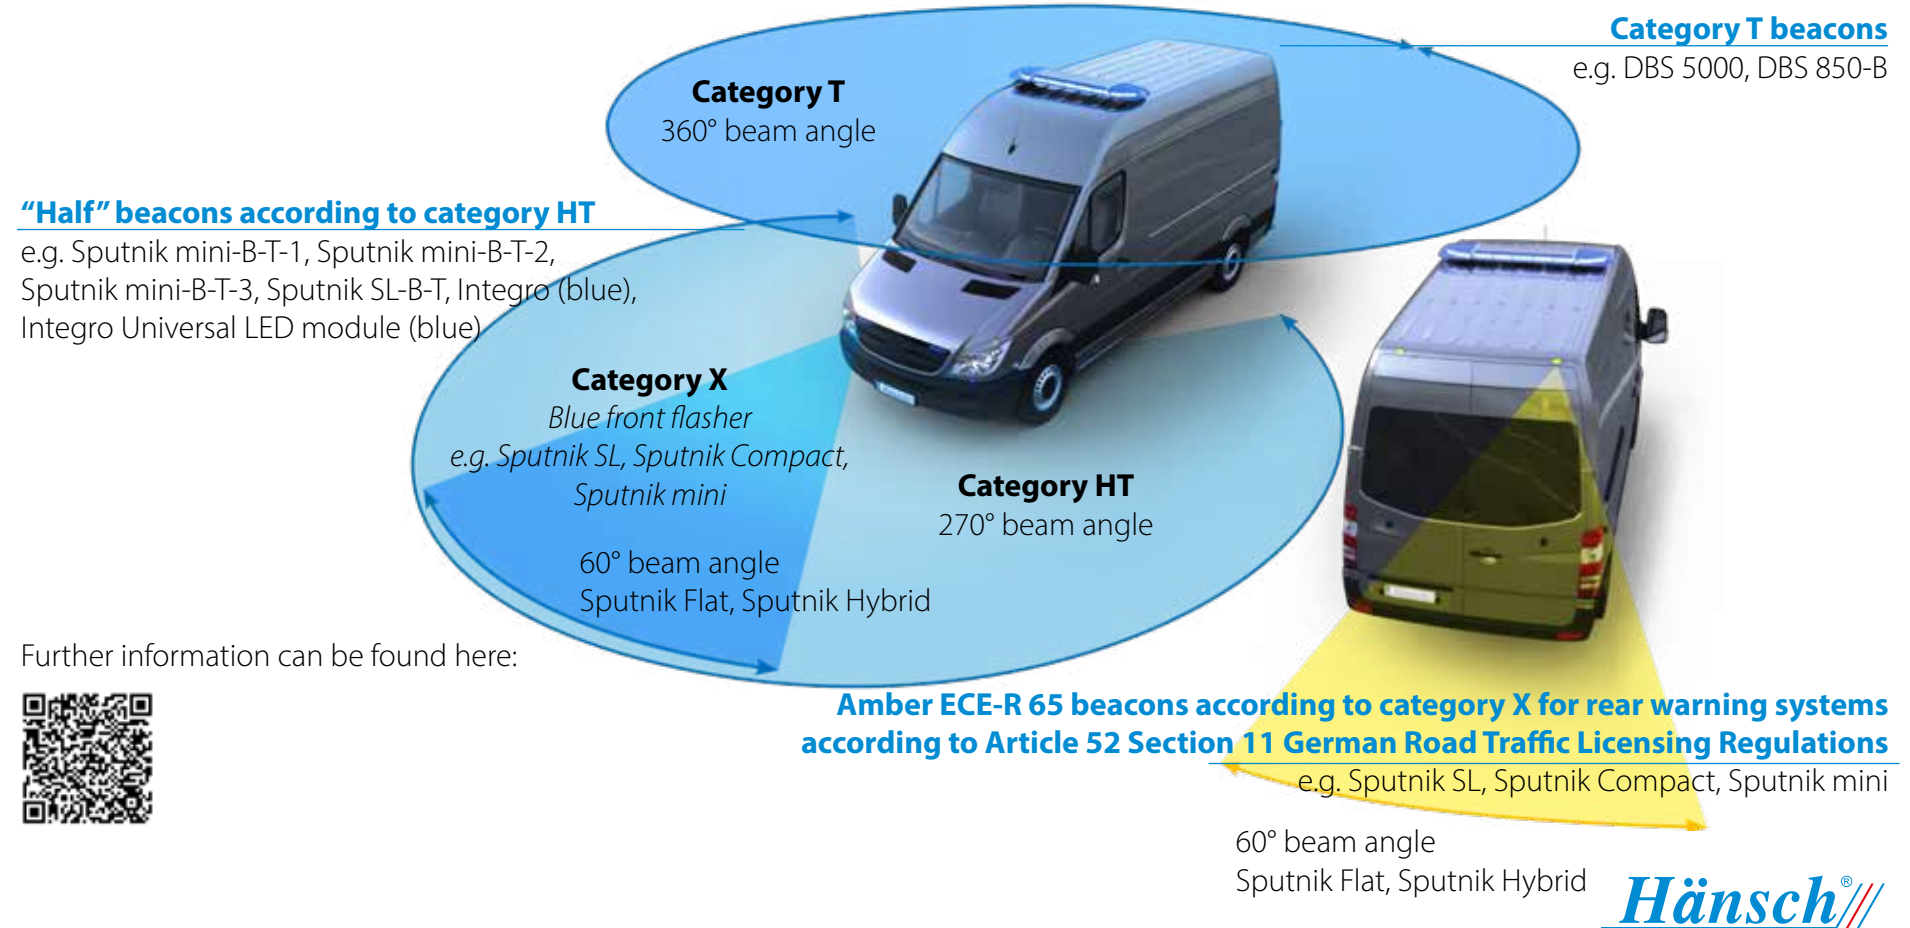 Category T beacons
e.g. DBS 5000, DBS 850-B
Category T
360° beam angle
“Half” beacons according to category HT
e.g. Sputnik mini-B-T-1, Sputnik mini-B-T-2,
Sputnik mini-B-T-3, Sputnik SL-B-T, Integro (blue),
Integro Universal LED module (blue)
Category X
Blue front flasher
e.g. Sputnik SL, Sputnik Compact,
Sputnik mini
60° beam angle
Sputnik Flat, Sputnik Hybrid
Category HT
270° beam angle
Further information can be found here:
Amber ECE-R 65 beacons according to category X for rear warning systems
according to Article 52 Section 11 German Road Traffic Licensing Regulations
e.g. Sputnik SL, Sputnik Compact, Sputnik mini
60° beam angle
Sputnik Flat, Sputnik Hybrid
Hänsch®